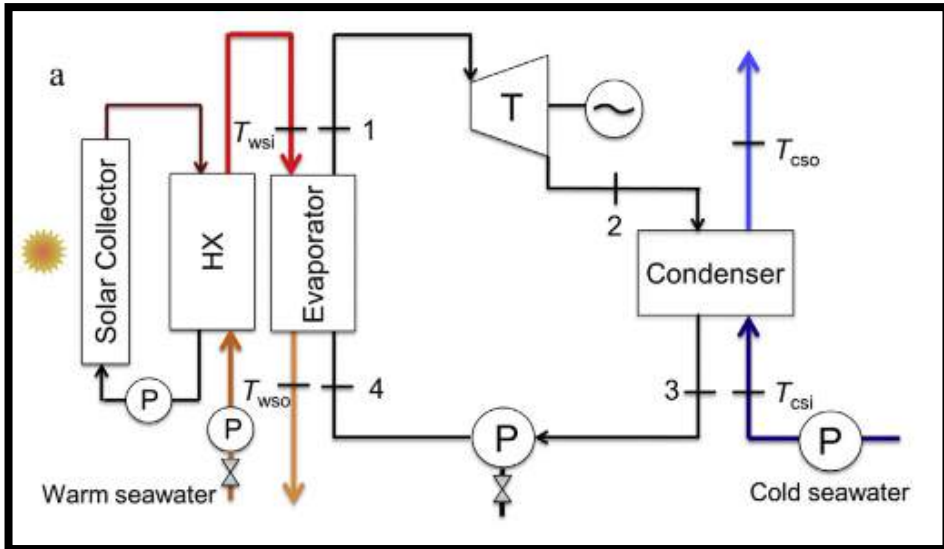 a
T_wsi
1
T
~
T_cso
Solar Collector
HX
Evaporator
2
Condenser
T_wso
4
3
T_csi
P
P
P
P
Warm seawater
Cold seawater